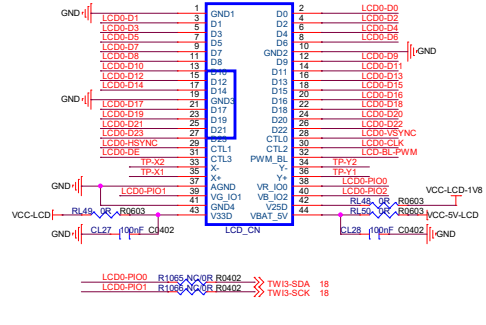 1 2 LCD0-D0
GND GND1 D0
LCD0-D1 3 4 LCD0-D2
D1 D2
LCD0-D3 5 6 LCD0-D4
D3 D4
LCD0-D5 7 8 LCD0-D6
D5 D6
LCD0-D7 9 10
D7 GND2 GND
LCD0-D8 11 12 LCD0-D9
D8 D9
LCD0-D10 13 14 LCD0-D11
D10 D11
LCD0-D12 15 16 LCD0-D13
D12 D13
LCD0-D14 17 18 LCD0-D15
D14 D15
19 20 LCD0-D16
GND GND3 D16
LCD0-D17 21 22 LCD0-D18
D17 D18
LCD0-D19 23 24 LCD0-D20
D19 D20
LCD0-D21 25 26 LCD0-D22
D21 D22
LCD0-D23 27 28 LCD0-VSYNC
D23 CTL0
LCD0-HSYNC 29 30 LCD0-CLK
CTL1 CTL2
LCD0-DE 31 32 LCD-BL-PWM
CTL3 PWM_BL
TP-X2 33 34 TP-Y2
X- Y-
TP-X1 35 36 TP-Y1
X+ Y+
37 38 LCD0-PIO0
GND AGND VR_IO0
LCD0-PIO1 39 40 LCD0-PIO2 VCC-LCD-1V8
VG_IO1 VB_IO2
41 42 RL48 0R R0603
GND4 V25D
VCC-LCD RL49 0R R0603 43 44 RL50 0R R0603 VCC-5V-LCD
V33D VBAT_5V
GND CL27 100nF C0402 LCD_CN CL28 100nF C0402 GND
LCD0-PIO0 R1065 NC/0R R0402 TWI3-SDA 18
LCD0-PIO1 R1065 NC/0R R0402 TWI3-SCK 18